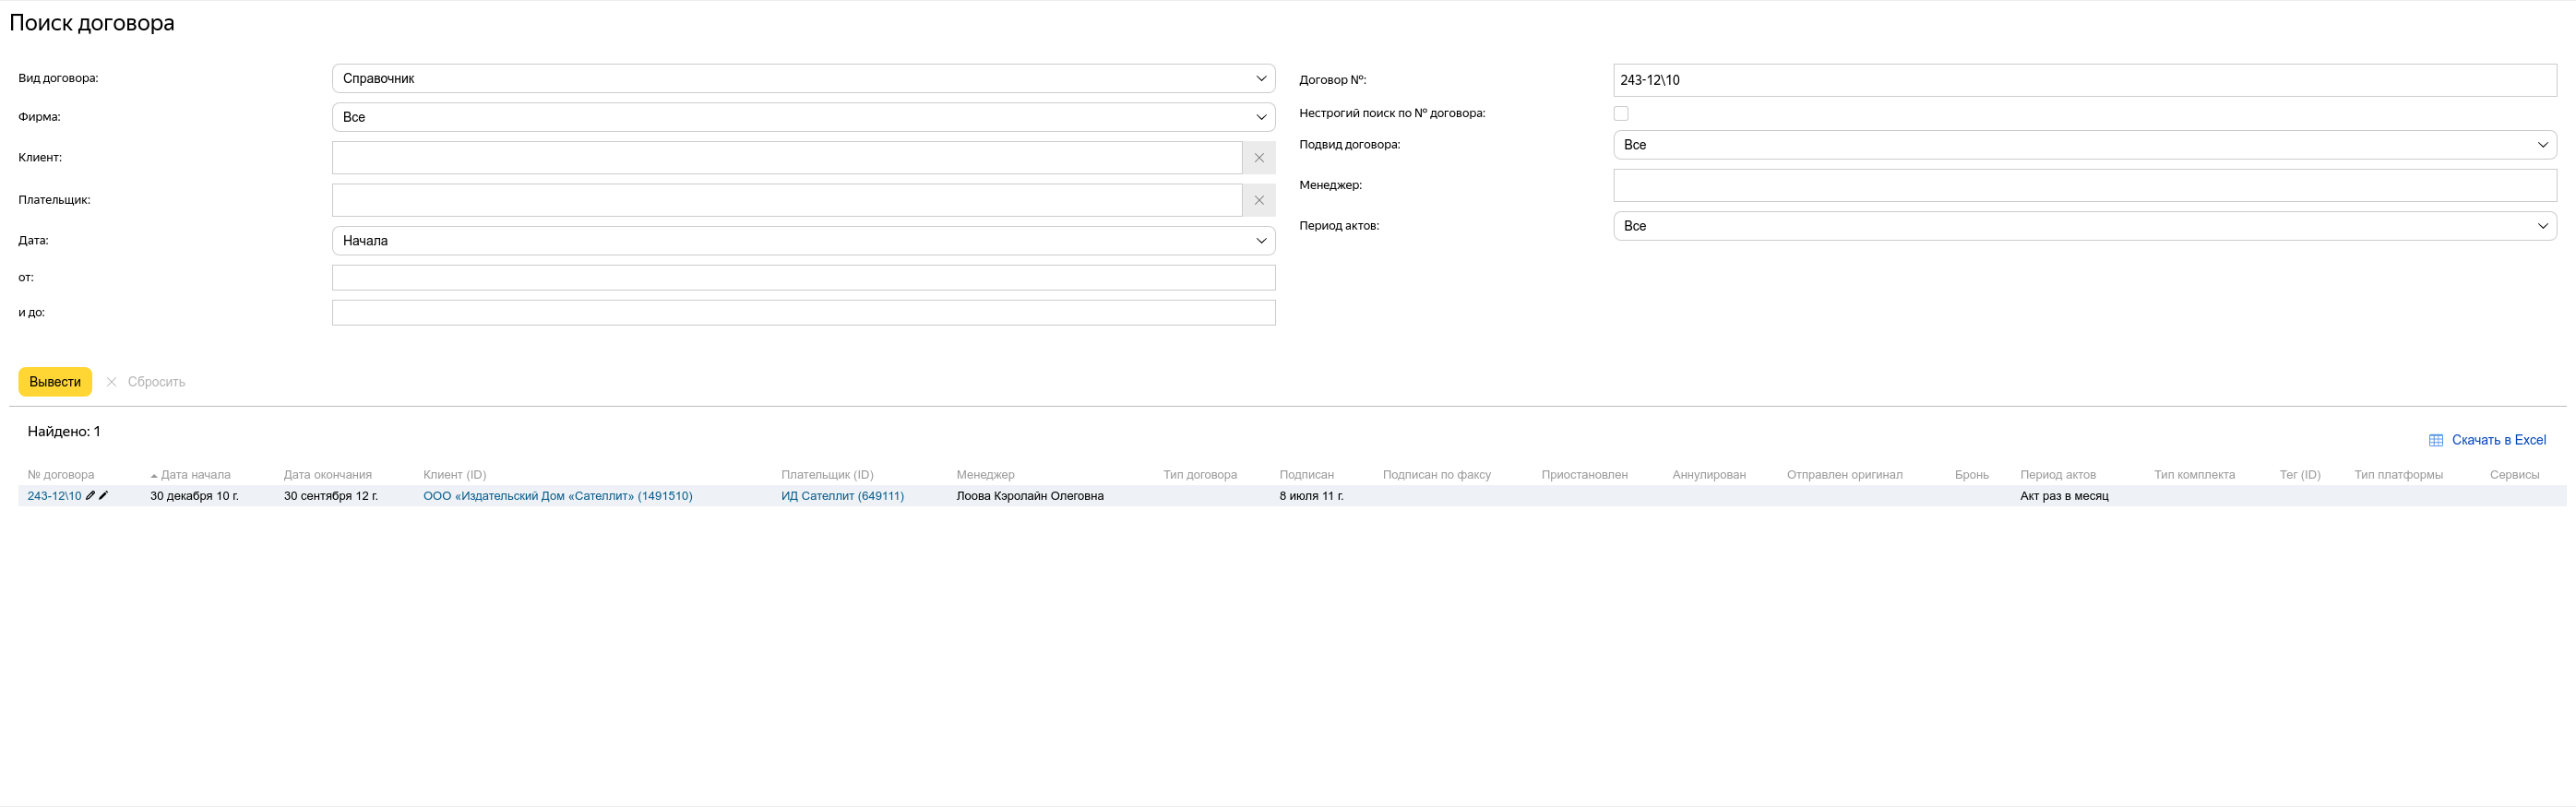 Поиск договора
Вид договора: Справочник
Фирма: Все
Клиент:
Плательщик:
Дата: Начала
от:
и до:
Договор №: 243-12\10
Нестрогий поиск по № договора:
Подвид договора: Все
Менеджер:
Период актов: Все
Вывести Сбросить
Найдено: 1
Скачать в Excel
№ договора Дата начала Дата окончания Клиент (ID) Плательщик (ID) Менеджер Тип договора Подписан Подписан по факсу Приостановлен Аннулирован Отправлен оригинал Бронь Период актов Тип комплекта Тег (ID) Тип платформы Сервисы
243-12\10 30 декабря 10 г. 30 сентября 12 г. ООО «Издательский Дом «Сателлит» (1491510) ИД Сателлит (649111) Лоова Кэролайн Олеговна 8 июля 11 г. Акт раз в месяц